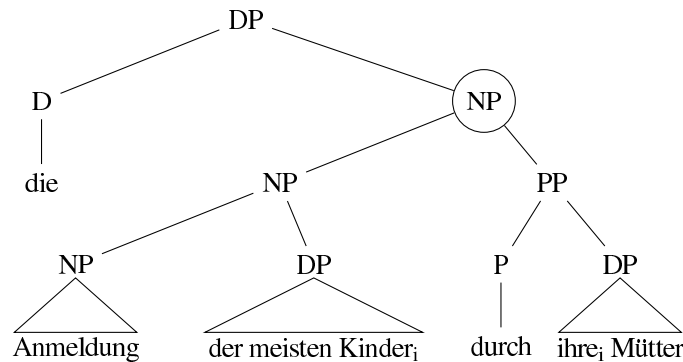 DP
D NP
die NP PP
NP DP P DP
Anmeldung der meisten Kinderi durch ihrei Mütter